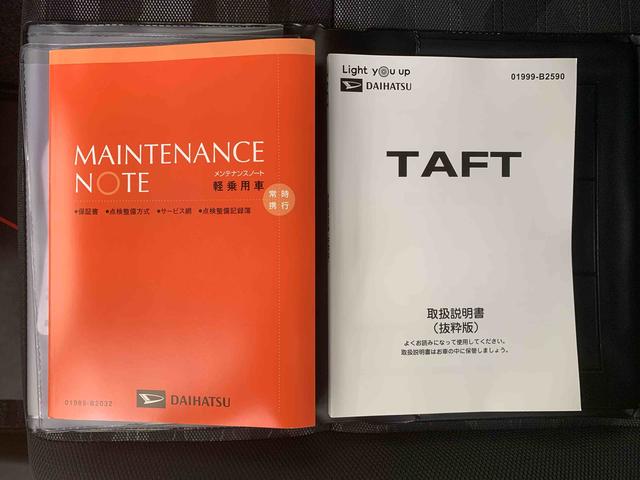 MAINTENANCE
NOTE
メンテナンスノート
軽乗用車
常時
携行
●保証書 ●点検整備方式 ●サービス網 ●点検整備記録簿
01985-B2032
DAIHATSU
Light you up
DAIHATSU
01999-B2590
TAFT
取扱説明書
(抜粋版)
よくお読みになって使用してください。
取扱説明書はお車の中に保管しましょう。